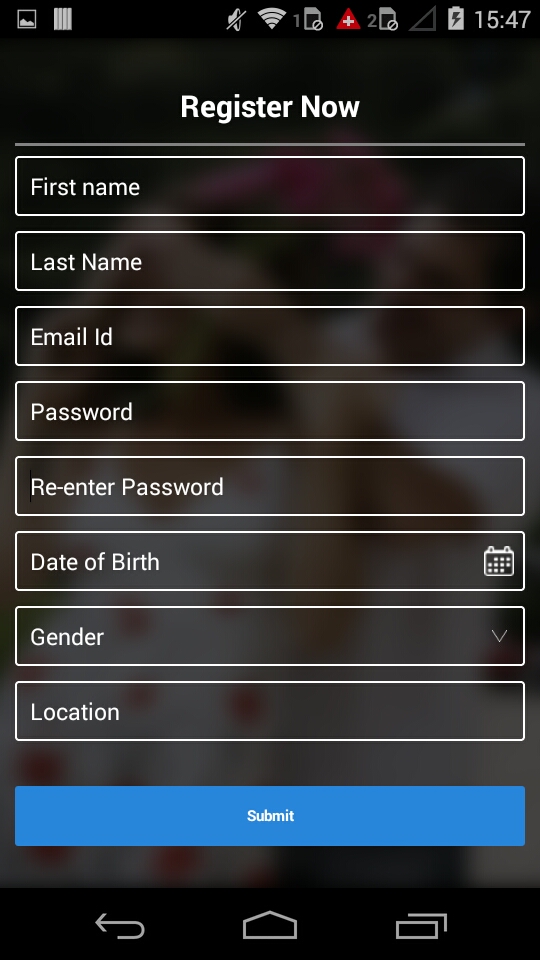 1 2 15:47
Register Now
First name
Last Name
Email Id
Password
Re-enter Password
Date of Birth
Gender
Location
Submit